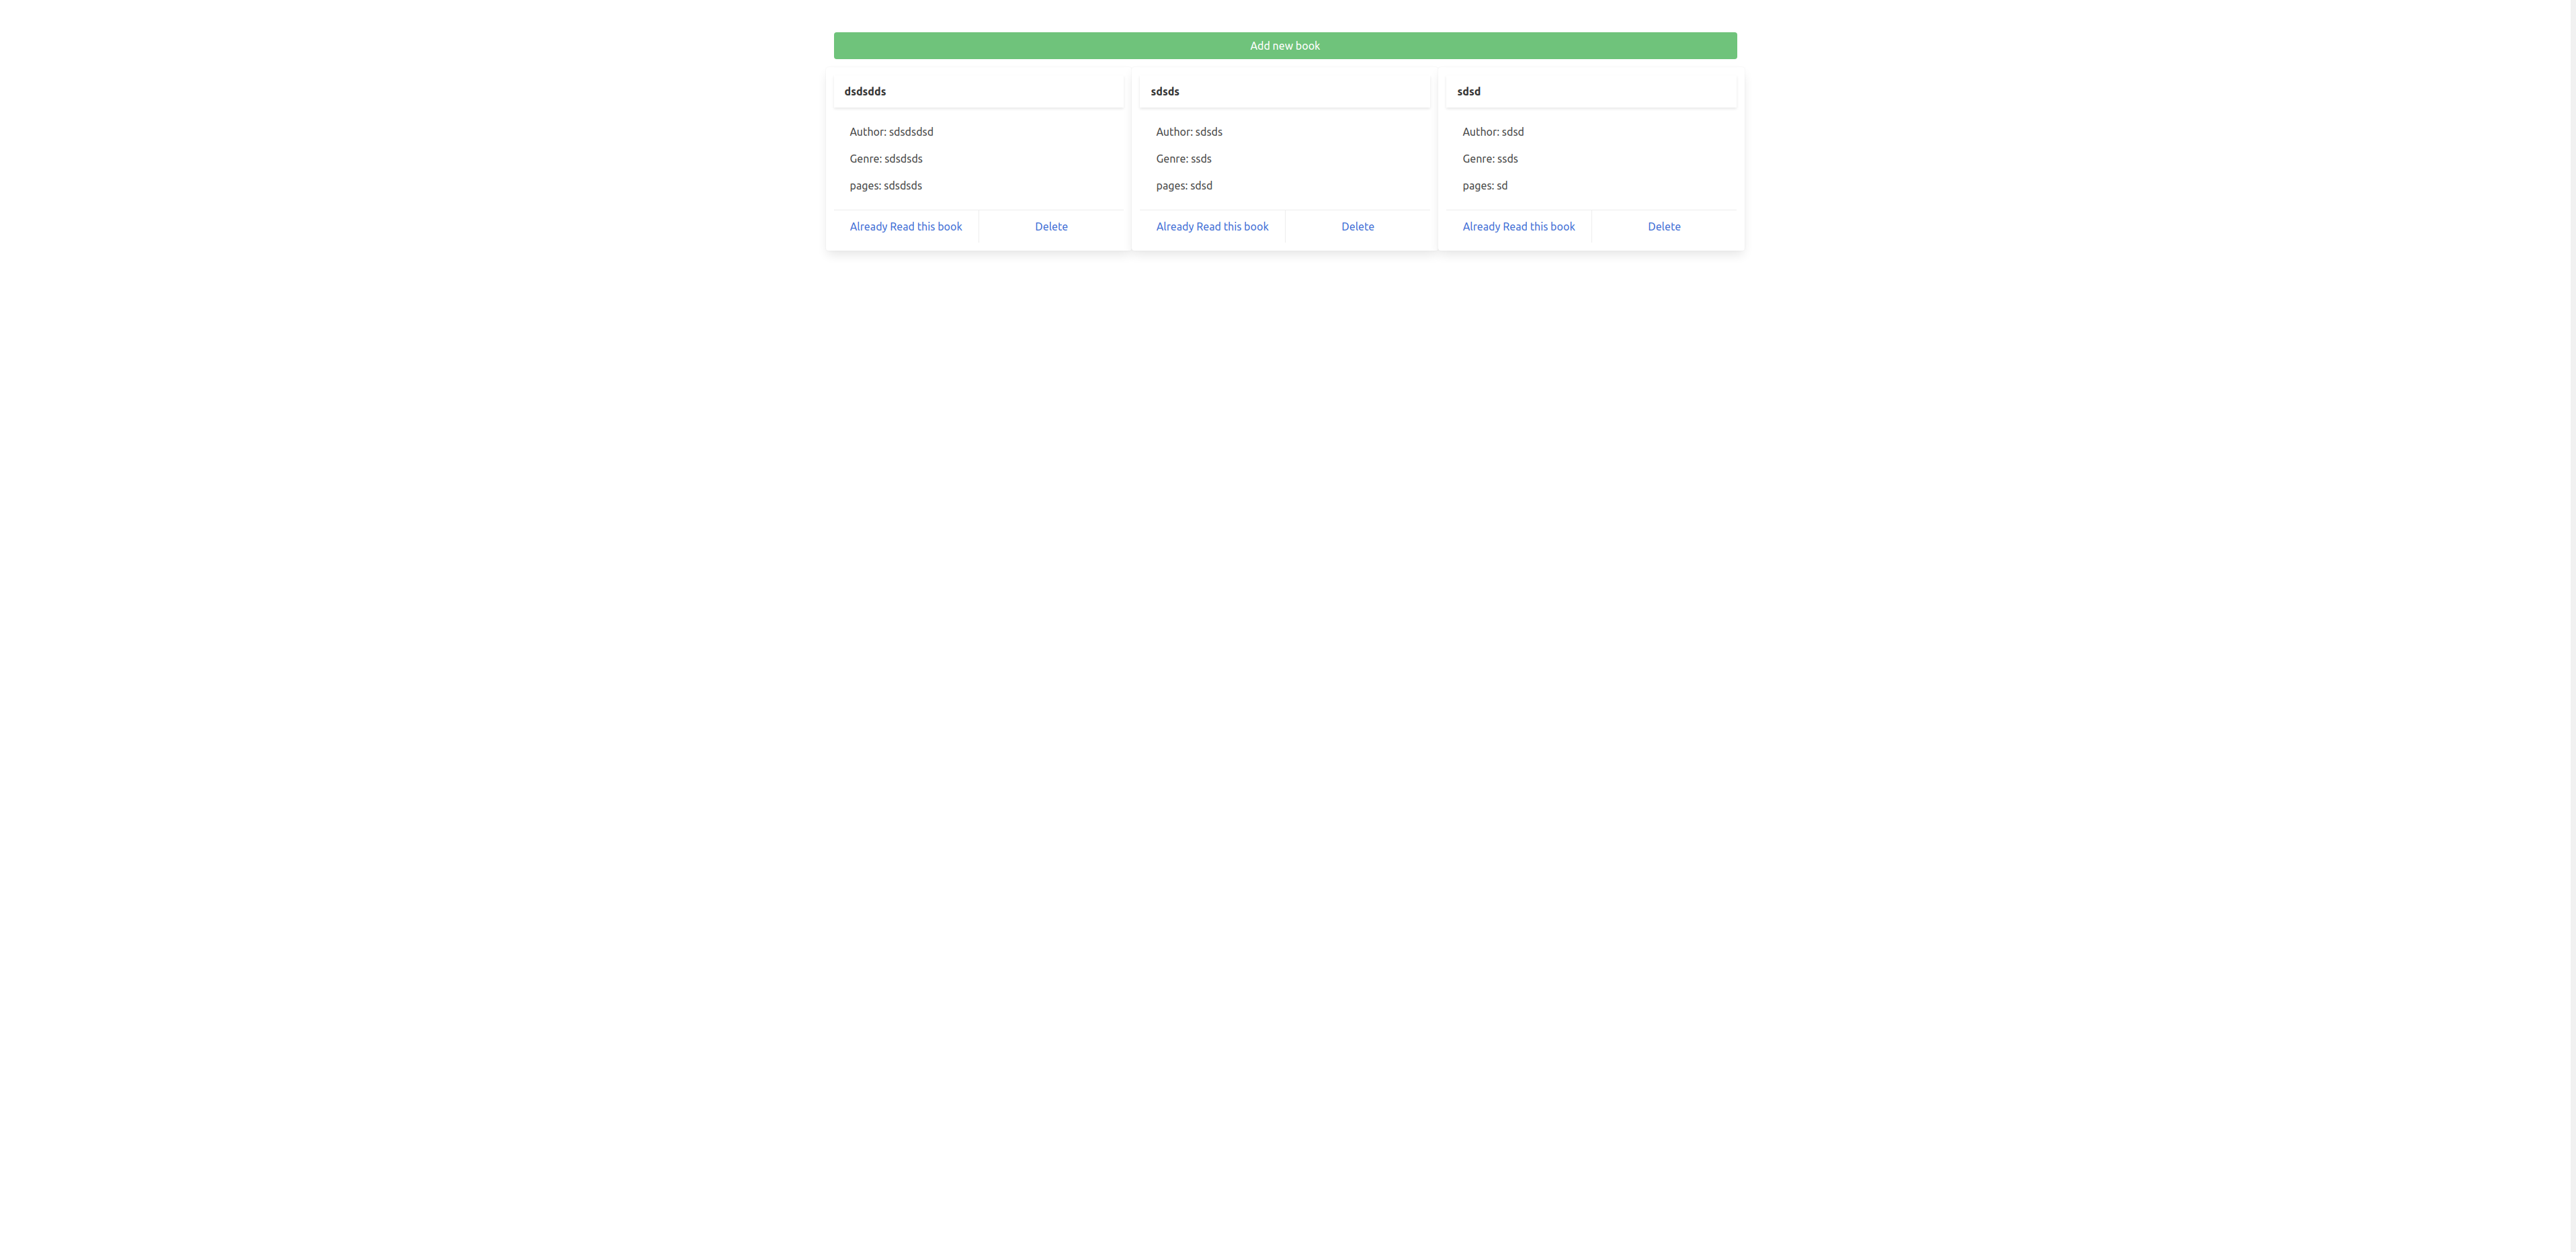 Add new book
dsdsdds
Author: sdsdsdsd
Genre: sdsdsds
pages: sdsdsds
Already Read this book
Delete
sdsds
Author: sdsds
Genre: ssds
pages: sdsd
Already Read this book
Delete
sdsd
Author: sdsd
Genre: ssds
pages: sd
Already Read this book
Delete